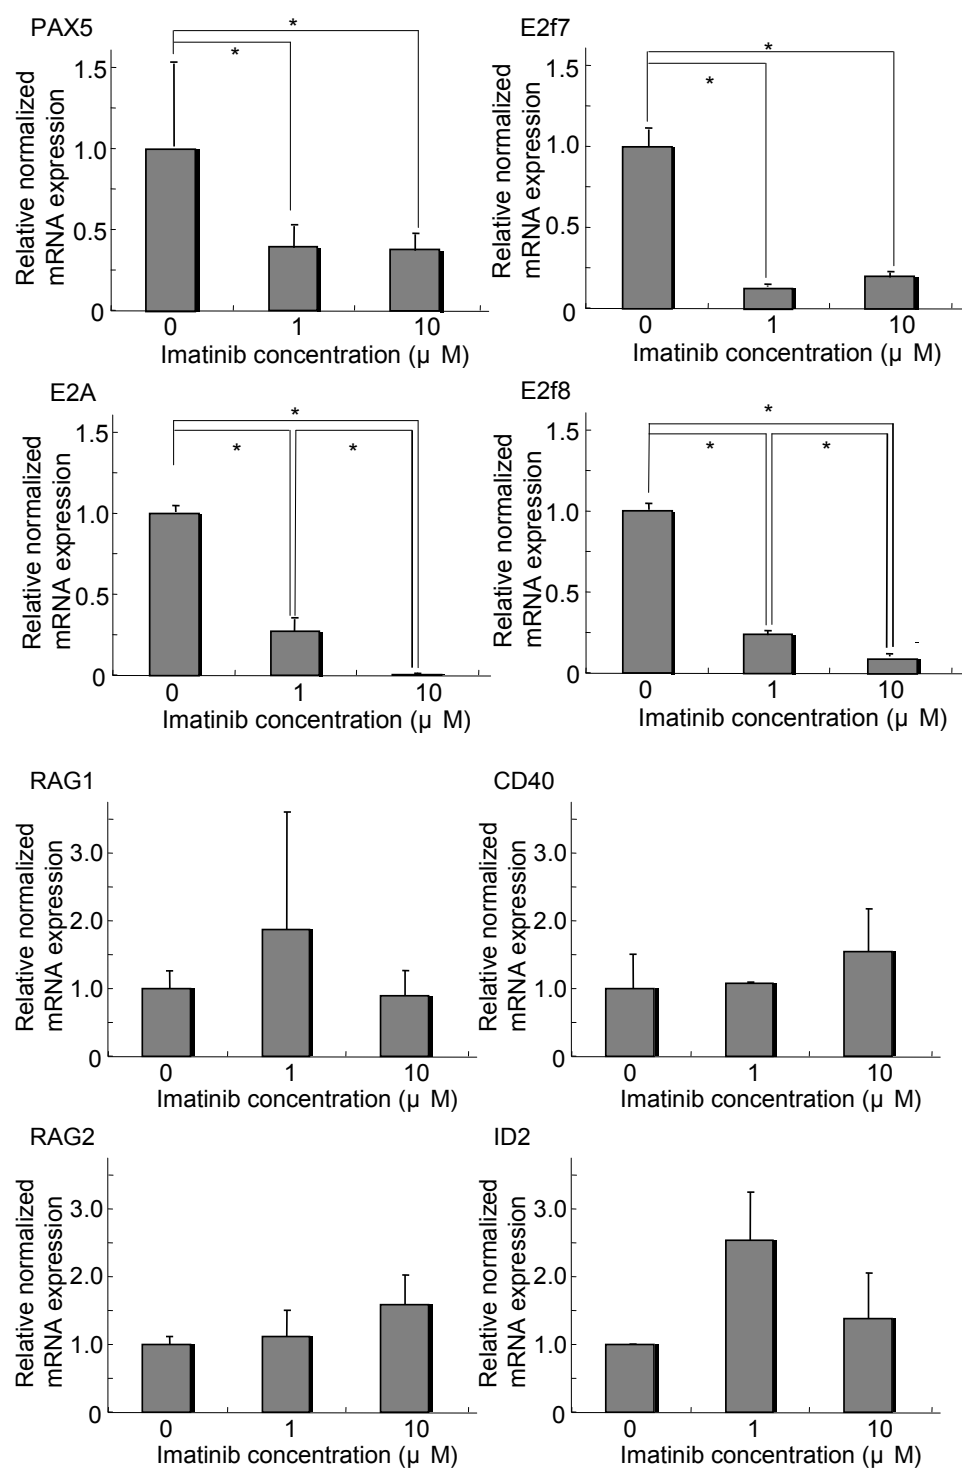 PAX5
*
*
Relative normalized
mRNA expression
1.5
1.0
0.5
0
0
1
10
Imatinib concentration (μ M)
E2f7
*
*
Relative normalized
mRNA expression
1.5
1.0
0.5
0
0
1
10
Imatinib concentration (μ M)
E2A
*
*
*
Relative normalized
mRNA expression
1.5
1.0
0.5
0
0
1
10
Imatinib concentration (μ M)
E2f8
*
*
*
Relative normalized
mRNA expression
1.5
1.0
0.5
0
0
1
10
Imatinib concentration (μ M)
RAG1
Relative normalized
mRNA expression
3.0
2.0
1.0
0
0
1
10
Imatinib concentration (μ M)
CD40
Relative normalized
mRNA expression
3.0
2.0
1.0
0
0
1
10
Imatinib concentration (μ M)
RAG2
Relative normalized
mRNA expression
3.0
2.0
1.0
0
0
1
10
Imatinib concentration (μ M)
ID2
Relative normalized
mRNA expression
3.0
2.0
1.0
0
0
1
10
Imatinib concentration (μ M)